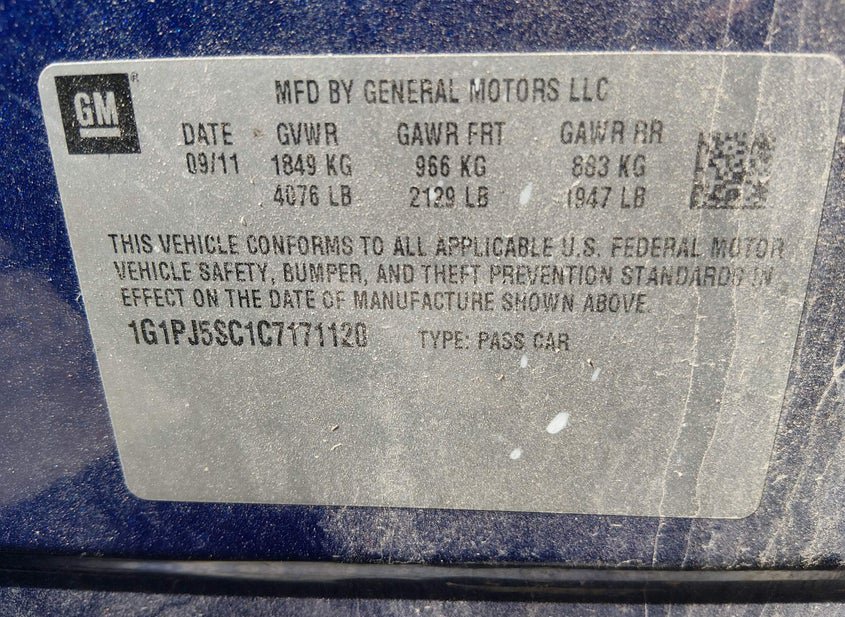 GM ®
MFD BY GENERAL MOTORS LLC
DATE GVWR GAWR FRT GAWR RR
09/11 1849 KG 966 KG 883 KG
4076 LB 2129 LB 1947 LB
THIS VEHICLE CONFORMS TO ALL APPLICABLE U.S. FEDERAL MOTOR
VEHICLE SAFETY, BUMPER, AND THEFT PREVENTION STANDARDS IN
EFFECT ON THE DATE OF MANUFACTURE SHOWN ABOVE.
1G1PJ5SC1C7171120 TYPE: PASS CAR